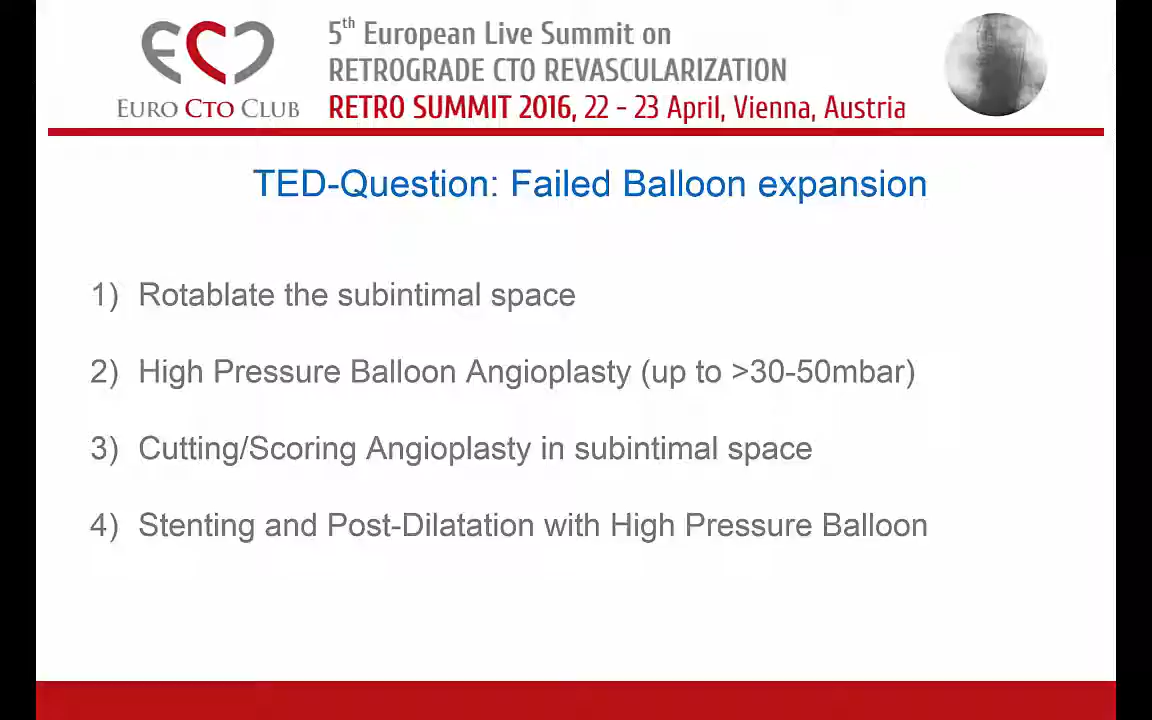 5th European Live Summit on
RETROGRADE CTO REVASCULARIZATION
EURO CTO CLUB
RETRO SUMMIT 2016, 22 - 23 April, Vienna, Austria
TED-Question: Failed Balloon expansion
1) Rotablate the subintimal space
2) High Pressure Balloon Angioplasty (up to >30-50mbar)
3) Cutting/Scoring Angioplasty in subintimal space
4) Stenting and Post-Dilatation with High Pressure Balloon